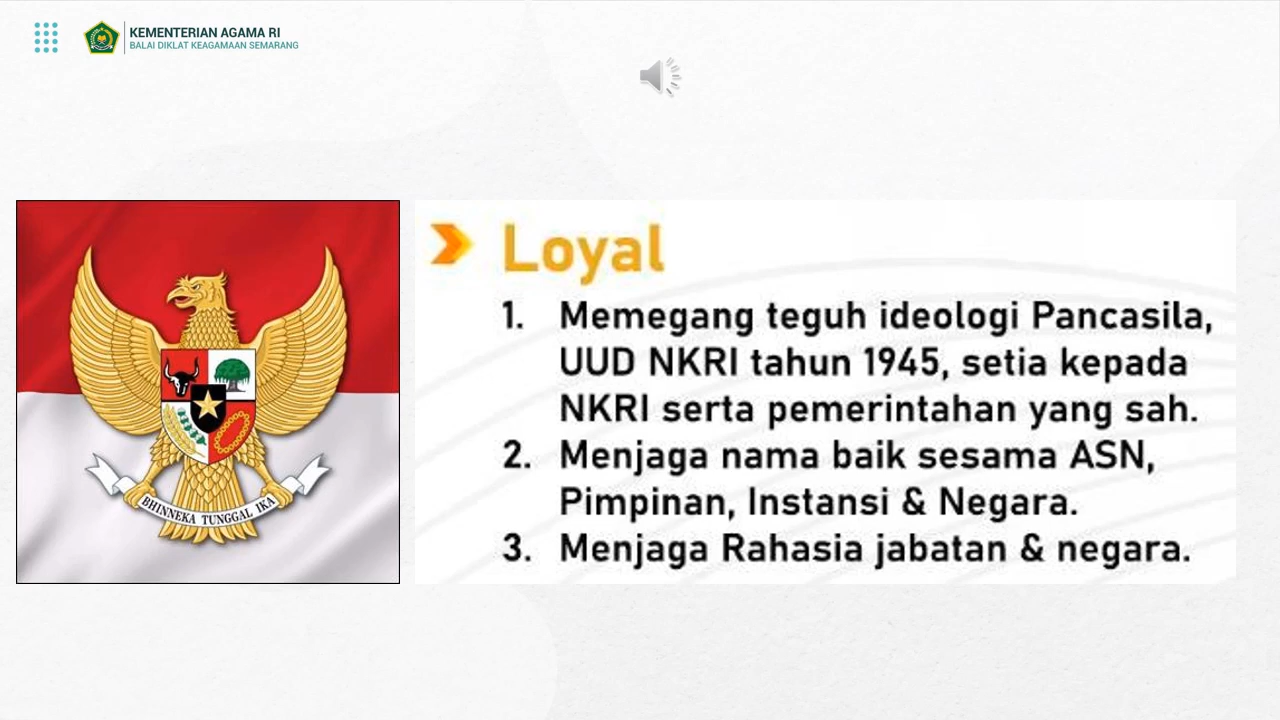 KEMENTERIAN AGAMA RI
BALAI DIKLAT KEAGAMAAN SEMARANG
Loyal
1. Memegang teguh ideologi Pancasila,
UUD NKRI tahun 1945, setia kepada
NKRI serta pemerintahan yang sah.
2. Menjaga nama baik sesama ASN,
Pimpinan, Instansi & Negara.
3. Menjaga Rahasia jabatan & negara.
BHINNEKA TUNGGAL IKA